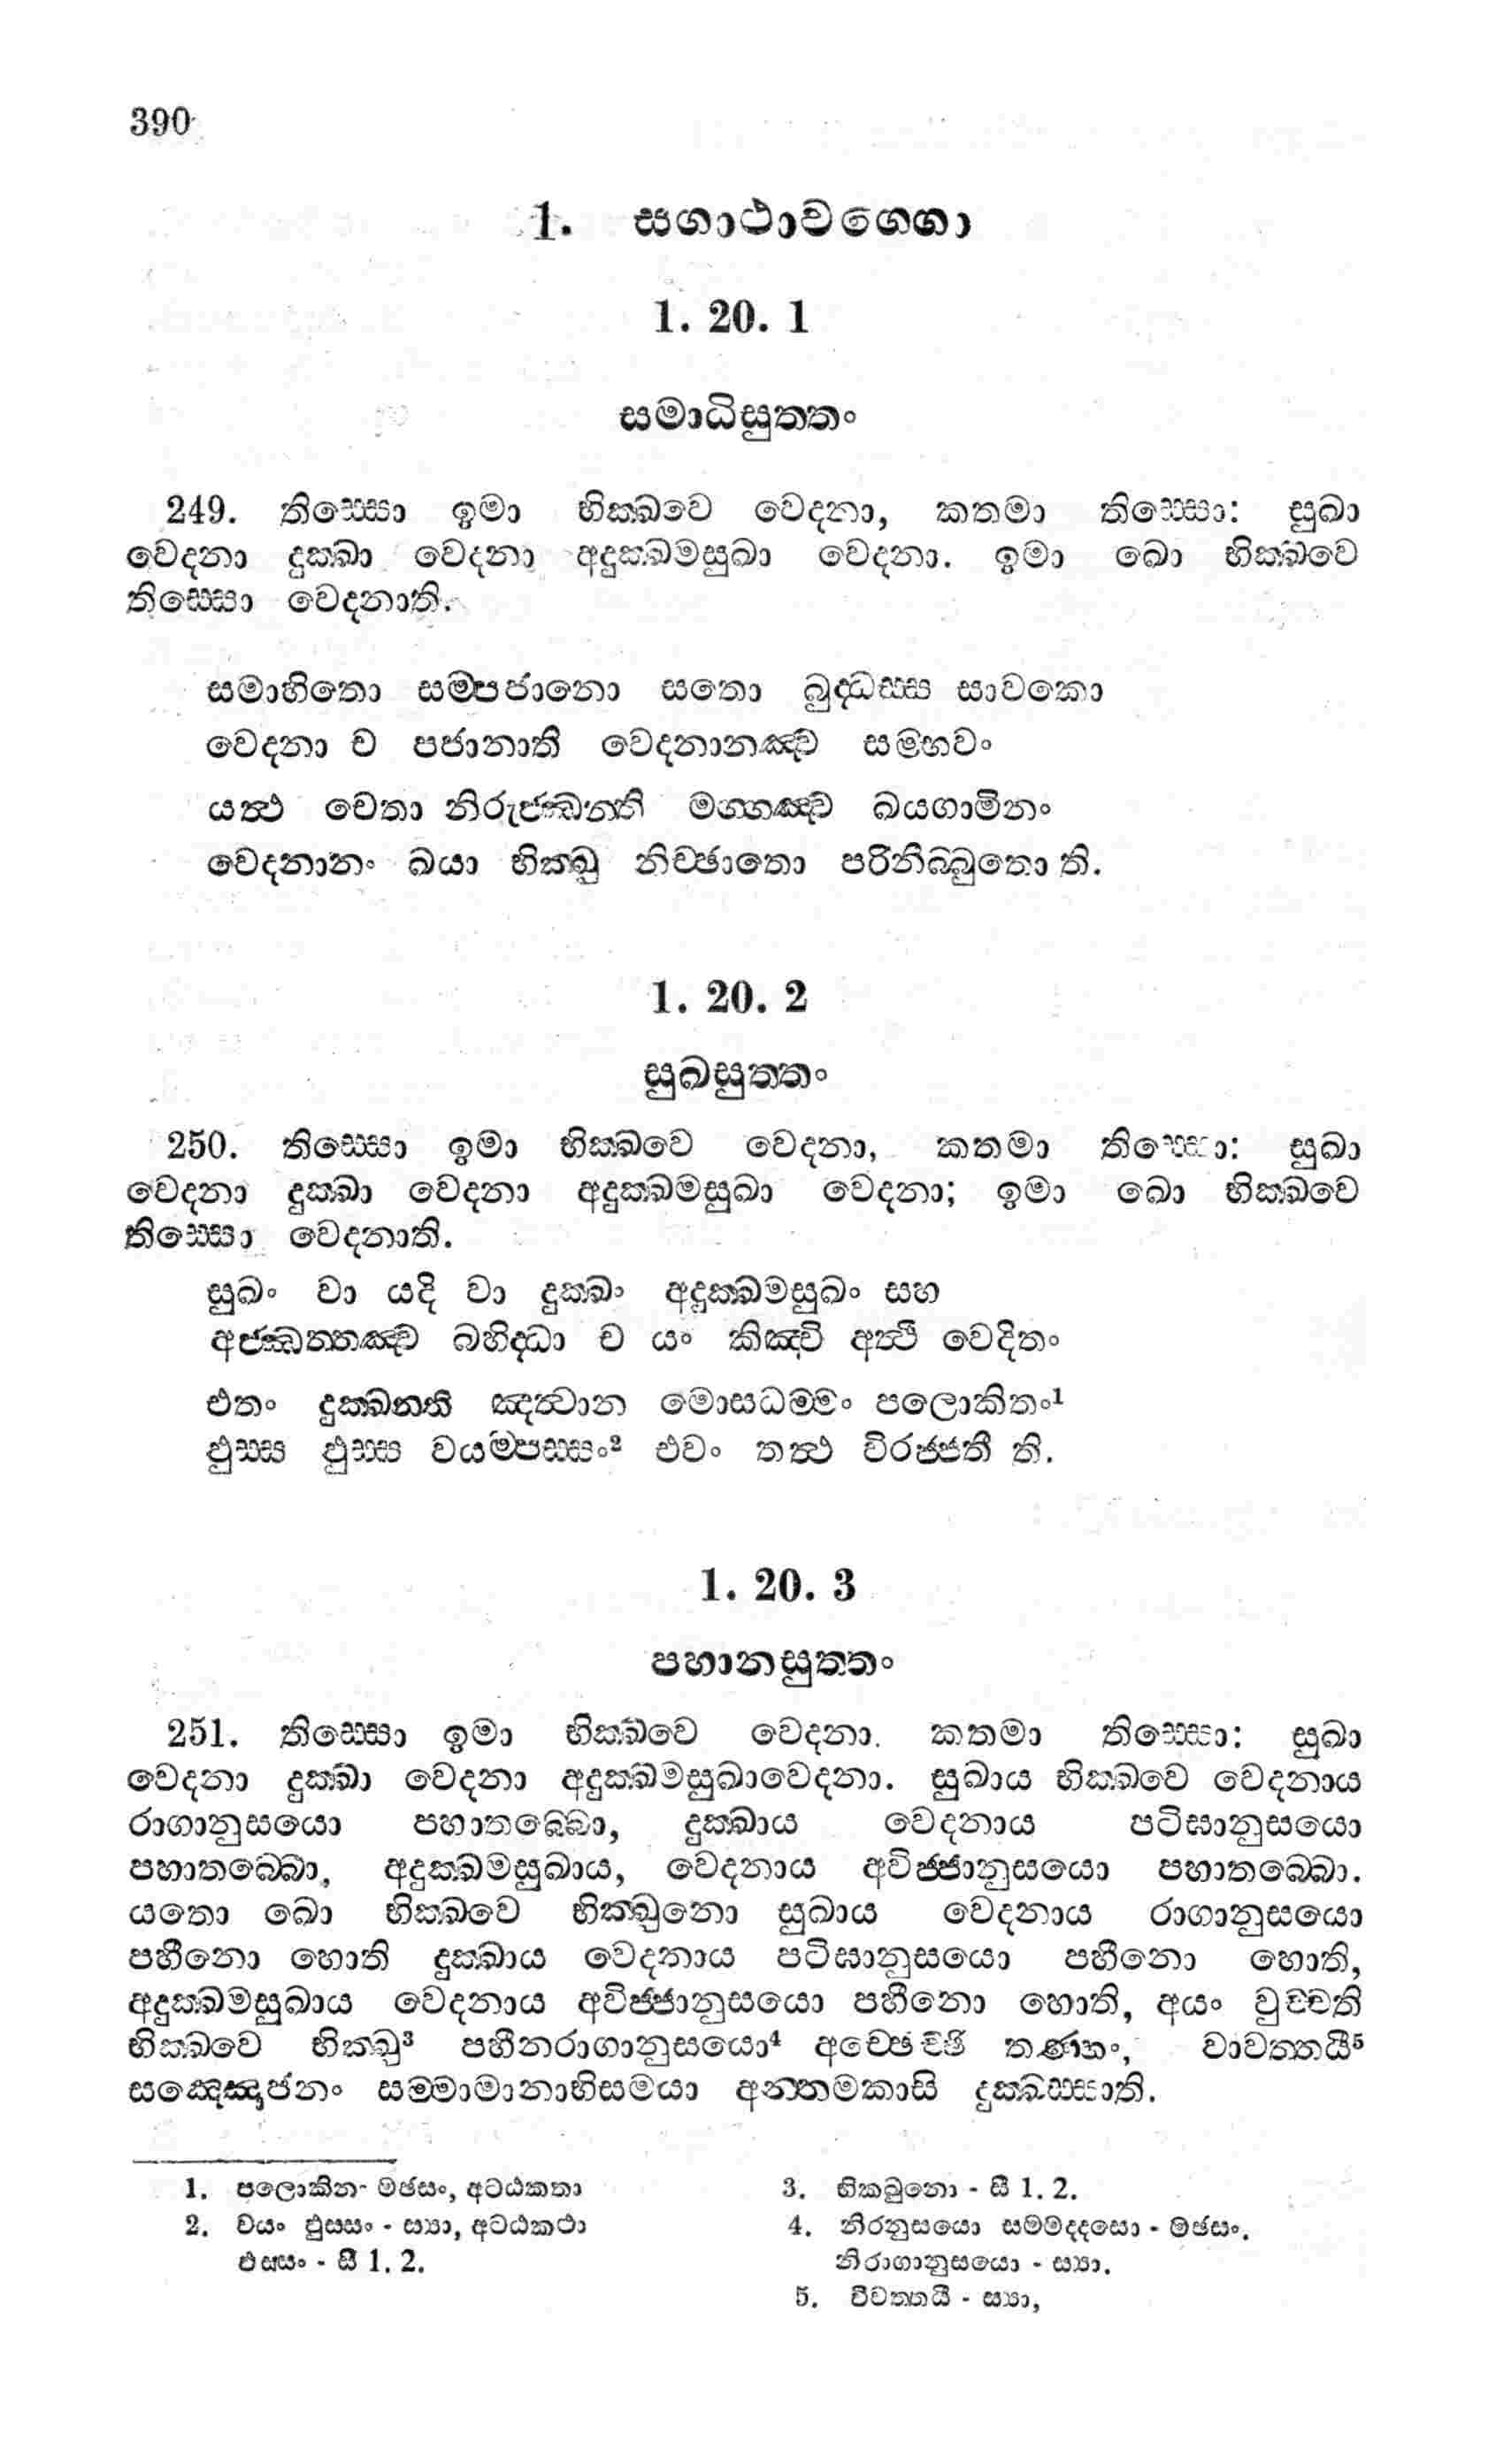 390
1. සගාථාවග්ගො
1. 20. 1
සමාධිසුත්තං
249. තිස්සො ඉමා භික්ඛවෙ වෙදනා, කතමා තිස්සො: සුඛා
වෙදනා දුක්ඛා වෙදනා අදුක්ඛමසුඛා වෙදනා. ඉමා ඛො භික්ඛවෙ
තිස්සො වෙදනාති.
සමාහිතො සම්පජානො සතො බුද්ධස්ස සාවකො
වෙදනා ච පජානාති වෙදනානඤ්ච සම්භවං
යත්ථ චෙතා නිරුජ්ඣන්ති මග්ගඤ්ච ඛයගාමිනං
වෙදනානං ඛයා භික්ඛු නිච්ඡාතො පරිනිබ්බුතො ති.
1. 20. 2
සුඛසුත්තං
250. තිස්සො ඉමා භික්ඛවෙ වෙදනා, කතමා තිස්සො: සුඛා
වෙදනා දුක්ඛා වෙදනා අදුක්ඛමසුඛා වෙදනා; ඉමා ඛො භික්ඛවෙ
තිස්සො වෙදනාති.
සුඛං වා යදි වා දුක්ඛං අදුක්ඛමසුඛං සහ
අජ්ඣත්තඤ්ච බහිද්ධා ච යං කිඤ්චි අත්ථි වෙදිතං
එතං දුක්ඛන්ති ඤත්වාන මොසධම්මං පලොකිතං¹
ඵුස්ස ඵුස්ස වයම්පස්සං² එවං තත්ථ විරජ්ජතී ති.
1. 20. 3
පහානසුත්තං
251. තිස්සො ඉමා භික්ඛවෙ වෙදනා. කතමා තිස්සො: සුඛා
වෙදනා දුක්ඛා වෙදනා අදුක්ඛමසුඛාවෙදනා. සුඛාය භික්ඛවෙ වෙදනාය
රාගානුසයො පහාතබ්බො, දුක්ඛාය වෙදනාය පටිඝානුසයො
පහාතබ්බො, අදුක්ඛමසුඛාය, වෙදනාය අවිජ්ජානුසයො පහාතබ්බො.
යතො ඛො භික්ඛවෙ භික්ඛුනො සුඛාය වෙදනාය රාගානුසයො
පහීනො හොති දුක්ඛාය වෙදනාය පටිඝානුසයො පහීනො හොති,
අදුක්ඛමසුඛාය වෙදනාය අවිජ්ජානුසයො පහීනො හොති, අයං වුච්චති
භික්ඛවෙ භික්ඛු³ පහීනරාගානුසයො⁴ අච්ඡෙච්ඡි තණ්හං, වාවත්තයී⁵
සඤ්ඤොජනං සම්මාමානාභිසමයා අන්තමකාසි දුක්ඛස්සාති.
1. පලොකින- මඡසං, අටඨකතා
2. වයං ඵුස්සං - ස්‍යා, අටඨකථා
එස්සං - සී 1. 2.
3. භික්ඛුනො - සී 1. 2.
4. නිරනුසයො සම්මද්දසො - මඡසං.
නිරාගානුසයො - ස්‍යා.
5. විවත්තයි - ස්‍යා,